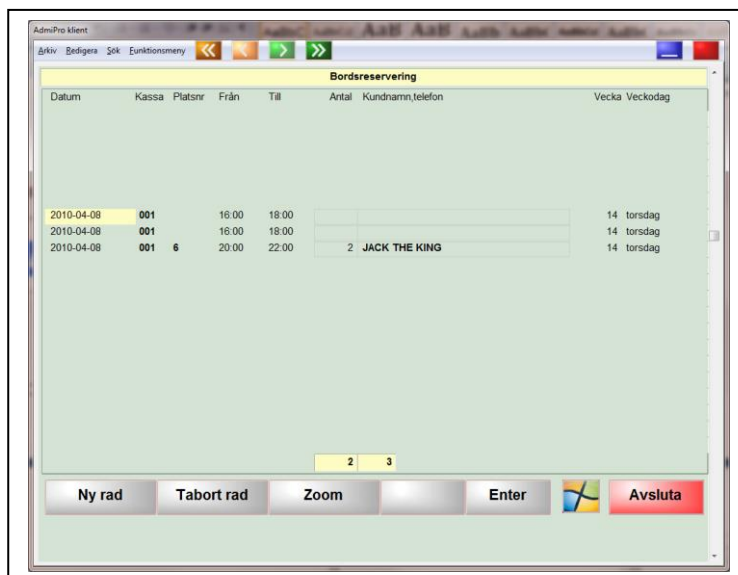 AdmiPro klient
Arkiv Redigera Sök Funktionsmeny
Bordsreservering
Datum Kassa Platsnr Från Till Antal Kundnamn,telefon Vecka Veckodag
2010-04-08 001 16:00 18:00 14 torsdag
2010-04-08 001 16:00 18:00 14 torsdag
2010-04-08 001 6 20:00 22:00 2 JACK THE KING 14 torsdag
2 3
Ny rad Tabort rad Zoom Enter Avsluta